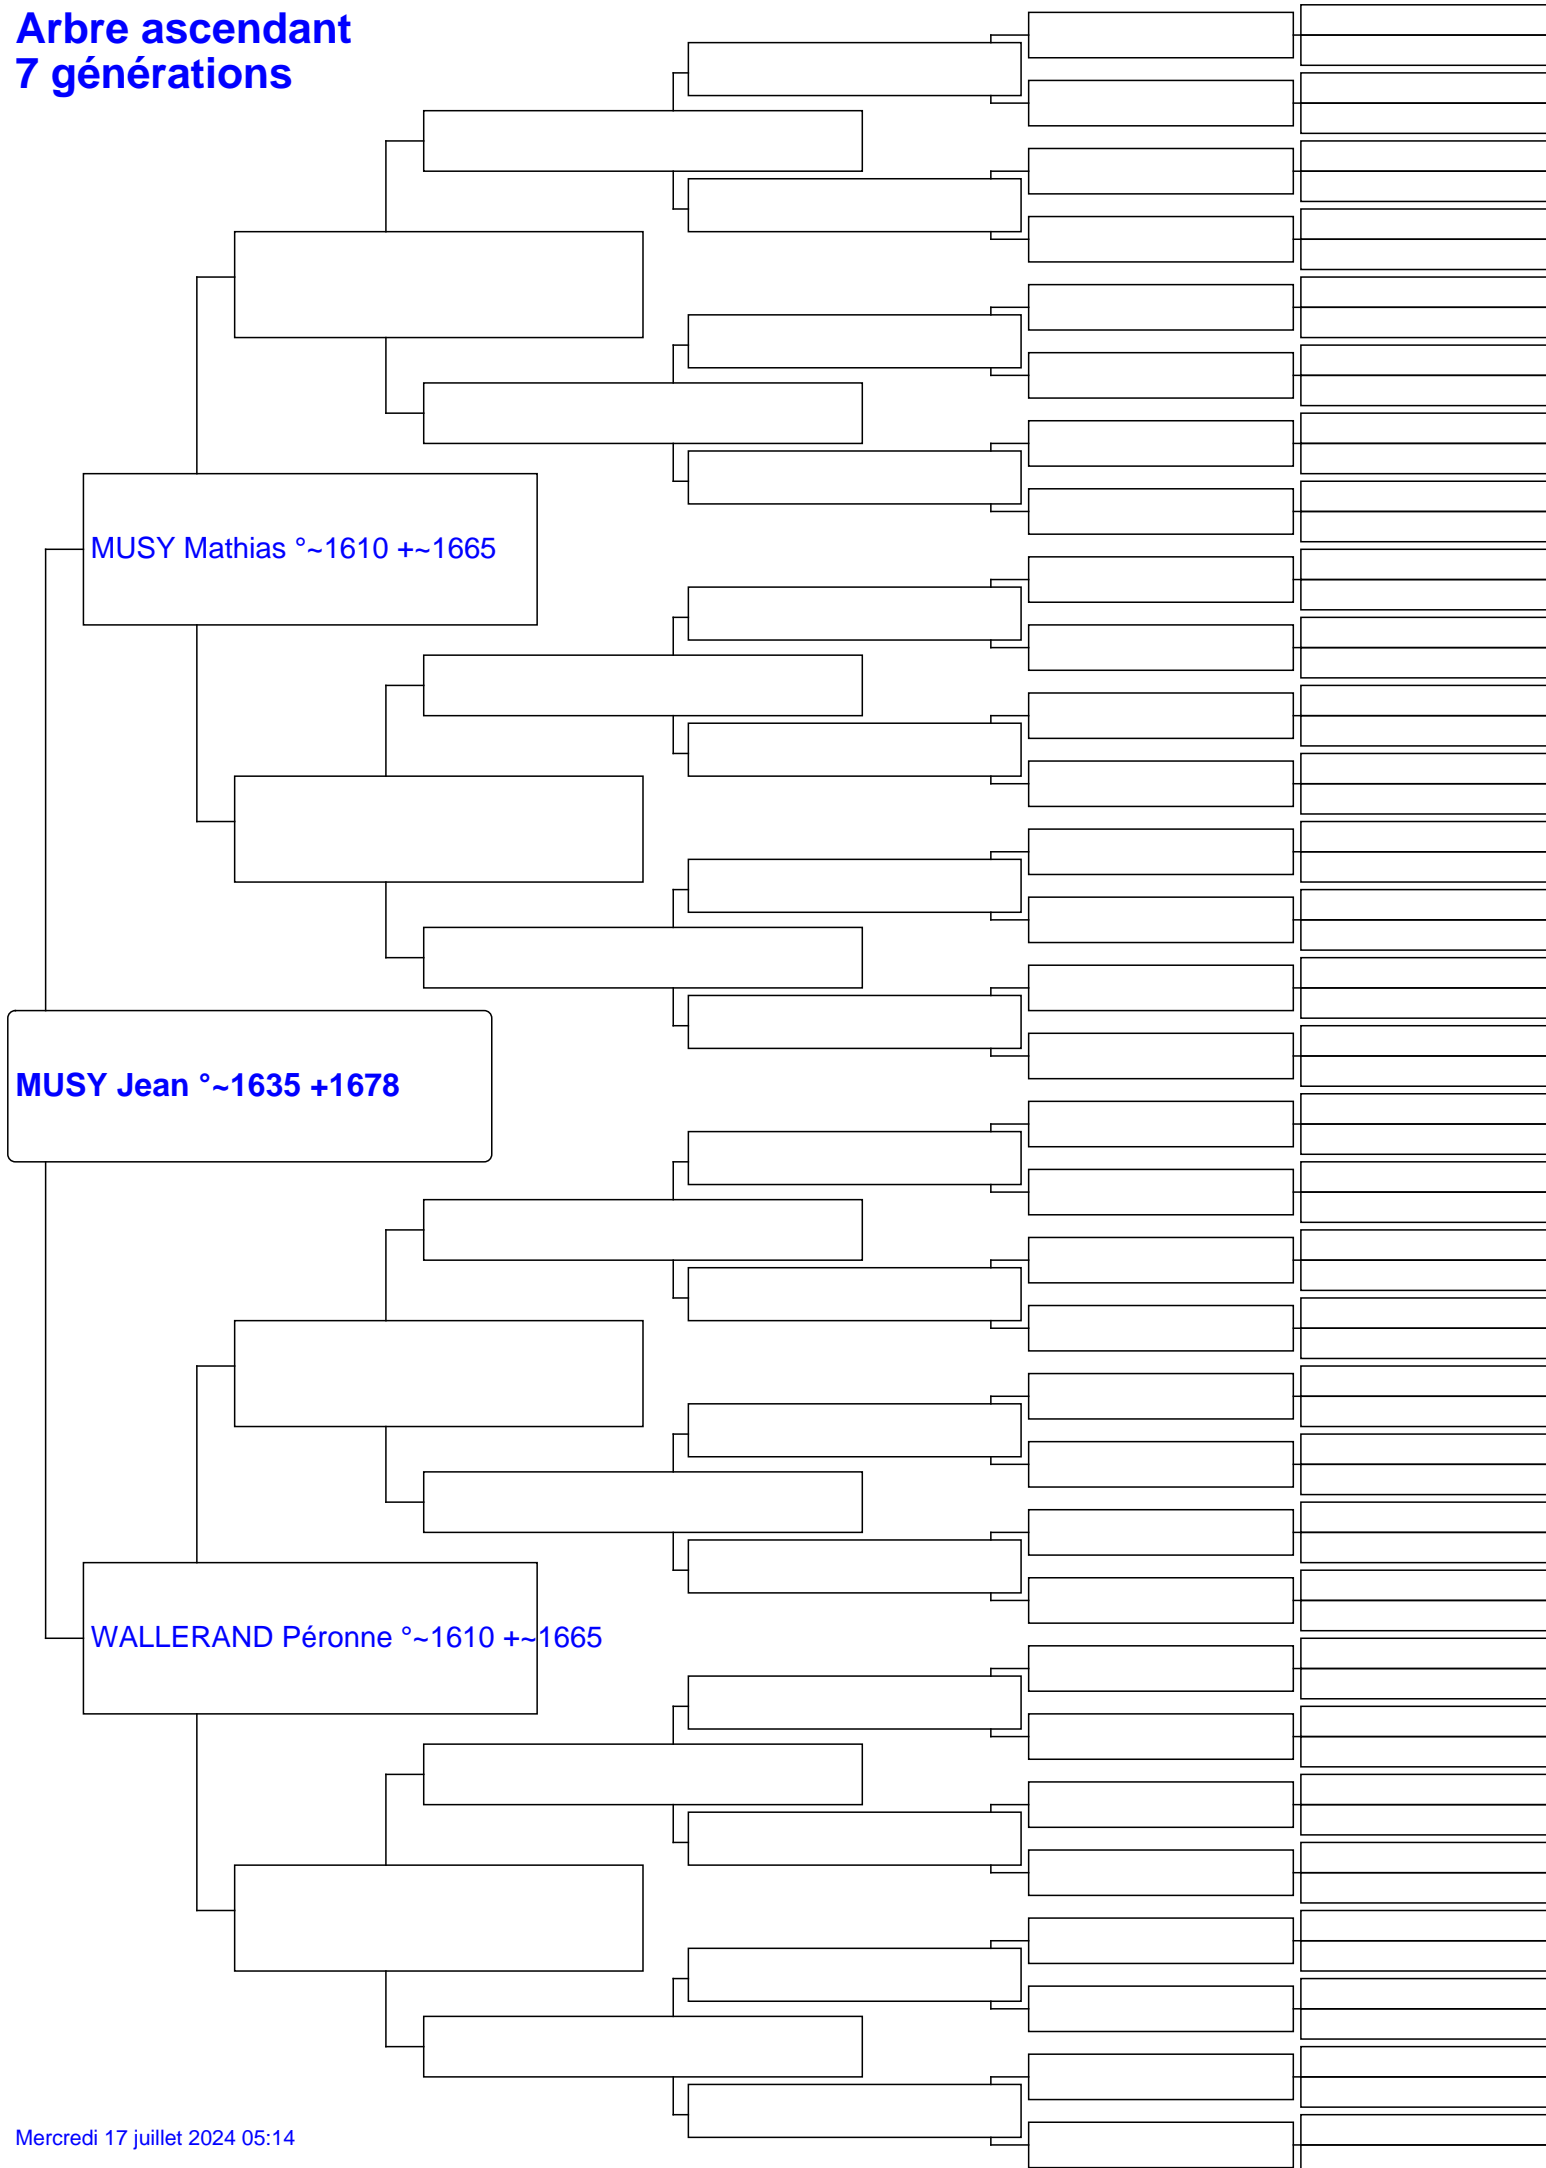 Arbre ascendant
7 générations
MUSY Mathias °~1610 +~1665
MUSY Jean °~1635 +1678
WALLERAND Péronne °~1610 +~1665
Mercredi 17 juillet 2024 05:14